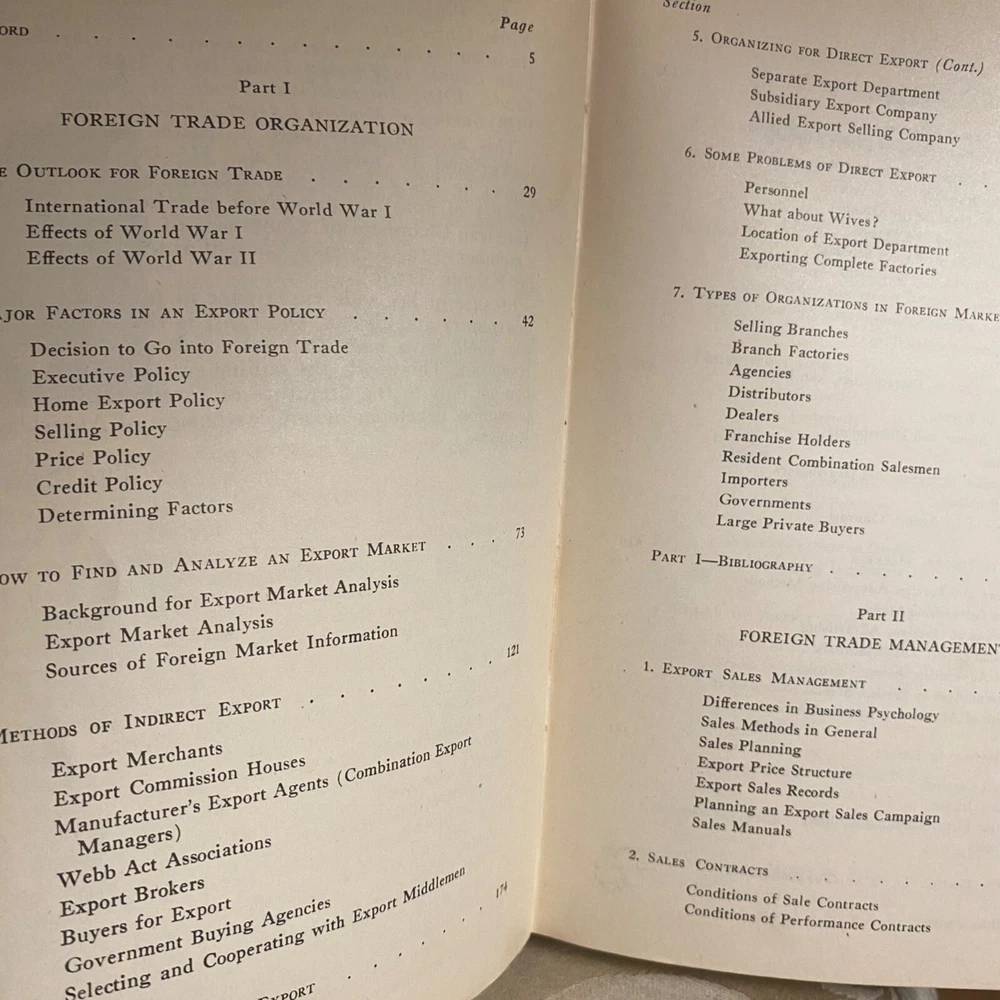 Page
ORD . . . . . . . . . . . . . 5
Part I
FOREIGN TRADE ORGANIZATION
E OUTLOOK FOR FOREIGN TRADE . . . . . . . 29
International Trade before World War I
Effects of World War I
Effects of World War II
JOR FACTORS IN AN EXPORT POLICY . . . . . . 42
Decision to Go into Foreign Trade
Executive Policy
Home Export Policy
Selling Policy
Price Policy
Credit Policy
Determining Factors
OW TO FIND AND ANALYZE AN EXPORT MARKET . . . 73
Background for Export Market Analysis
Export Market Analysis
Sources of Foreign Market Information
METHODS OF INDIRECT EXPORT . . . . . . . 121
Export Merchants
Export Commission Houses
Manufacturer's Export Agents (Combination Export
Managers)
Webb Act Associations
Export Brokers
Buyers for Export
Government Buying Agencies
Selecting and Cooperating with Export Middlemen
EXPORT . . . . . 174
Section
5. ORGANIZING FOR DIRECT EXPORT (Cont.)
Separate Export Department
Subsidiary Export Company
Allied Export Selling Company
6. SOME PROBLEMS OF DIRECT EXPORT . .
Personnel
What about Wives?
Location of Export Department
Exporting Complete Factories
7. TYPES OF ORGANIZATIONS IN FOREIGN MARKE
Selling Branches
Branch Factories
Agencies
Distributors
Dealers
Franchise Holders
Resident Combination Salesmen
Importers
Governments
Large Private Buyers
PART I—BIBLIOGRAPHY . . . . . . .
Part II
FOREIGN TRADE MANAGEMEN
1. EXPORT SALES MANAGEMENT . . . .
Differences in Business Psychology
Sales Methods in General
Sales Planning
Export Price Structure
Export Sales Records
Planning an Export Sales Campaign
Sales Manuals
2. SALES CONTRACTS . . . . . . . .
Conditions of Sale Contracts
Conditions of Performance Contracts